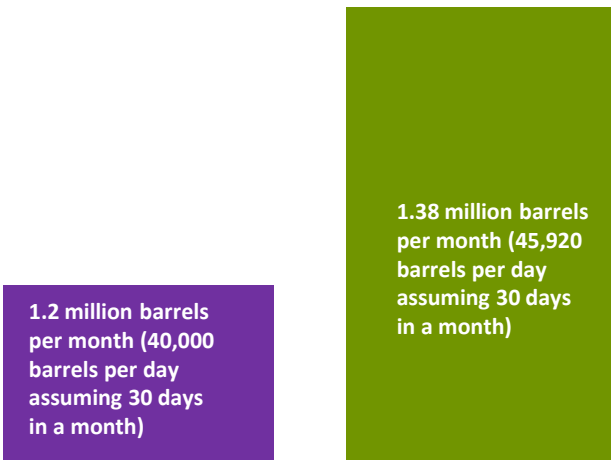 1.38 million barrels
per month (45,920
barrels per day
assuming 30 days
in a month)
1.2 million barrels
per month (40,000
barrels per day
assuming 30 days
in a month)